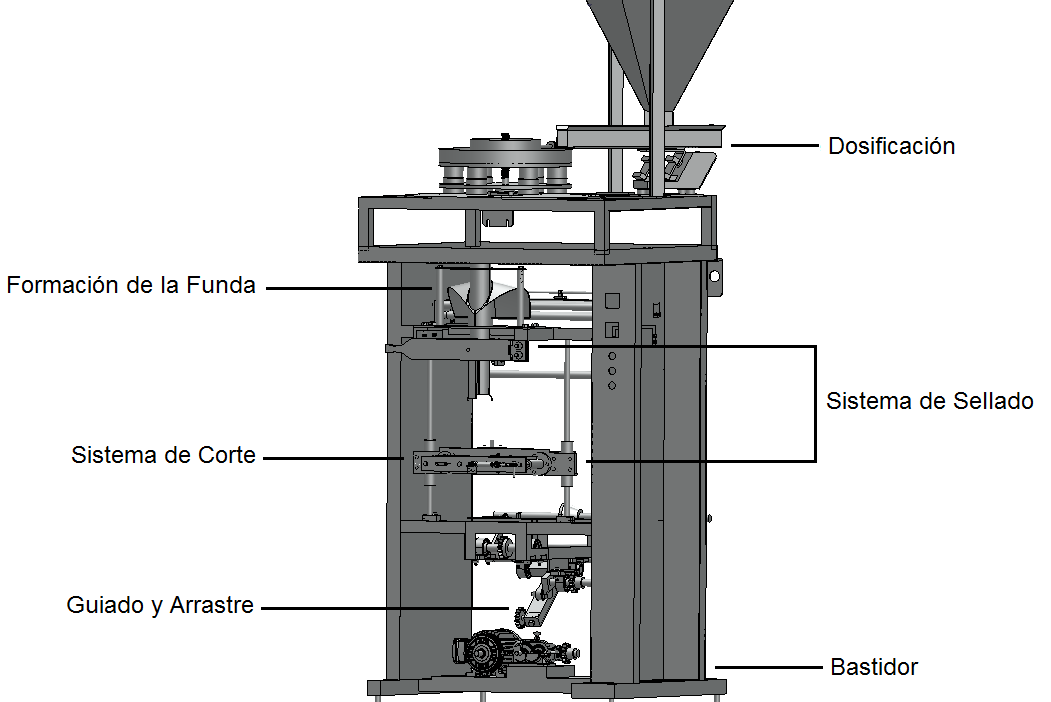 Dosificación
Formación de la Funda
Sistema de Sellado
Sistema de Corte
Guiado y Arrastre
Bastidor